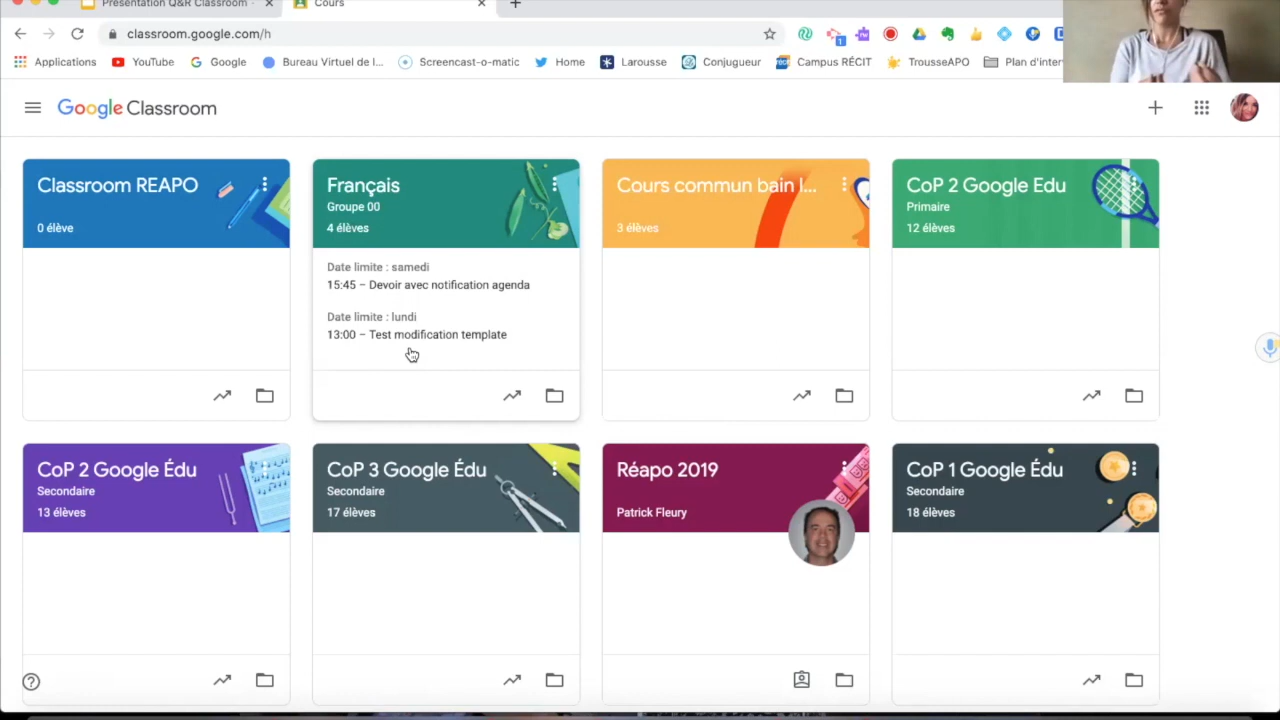 Présentation Q&R Classroom -
Cours
classroom.google.com/h
1
Applications
YouTube
Google
Bureau Virtuel de l...
Screencast-o-matic
Home
Larousse
Conjugueur
Campus RÉCIT
TrousseAPO
Plan d'inter
Google Classroom
Classroom REAPO
0 élève
Français
Groupe 00
4 élèves
Date limite : samedi
15:45 – Devoir avec notification agenda
Date limite : lundi
13:00 – Test modification template
Cours commun bain l...
3 élèves
CoP 2 Google Edu
Primaire
12 élèves
CoP 2 Google Édu
Secondaire
13 élèves
CoP 3 Google Édu
Secondaire
17 élèves
Réapo 2019
Patrick Fleury
CoP 1 Google Édu
Secondaire
18 élèves